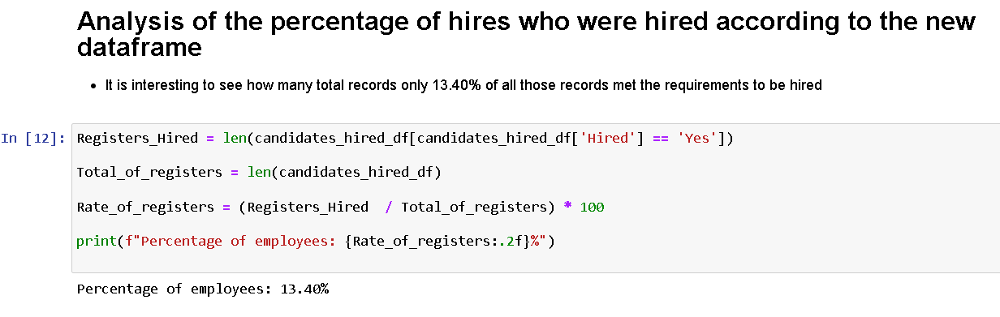 Analysis of the percentage of hires who were hired according to the new
dataframe
• It is interesting to see how many total records only 13.40% of all those records met the requirements to be hired
In [12]: Registers_Hired = len(candidates_hired_df[candidates_hired_df['Hired'] == 'Yes'])
Total_of_registers = len(candidates_hired_df)
Rate_of_registers = (Registers_Hired  / Total_of_registers) * 100
print(f"Percentage of employees: {Rate_of_registers:.2f}%")
Percentage of employees: 13.40%